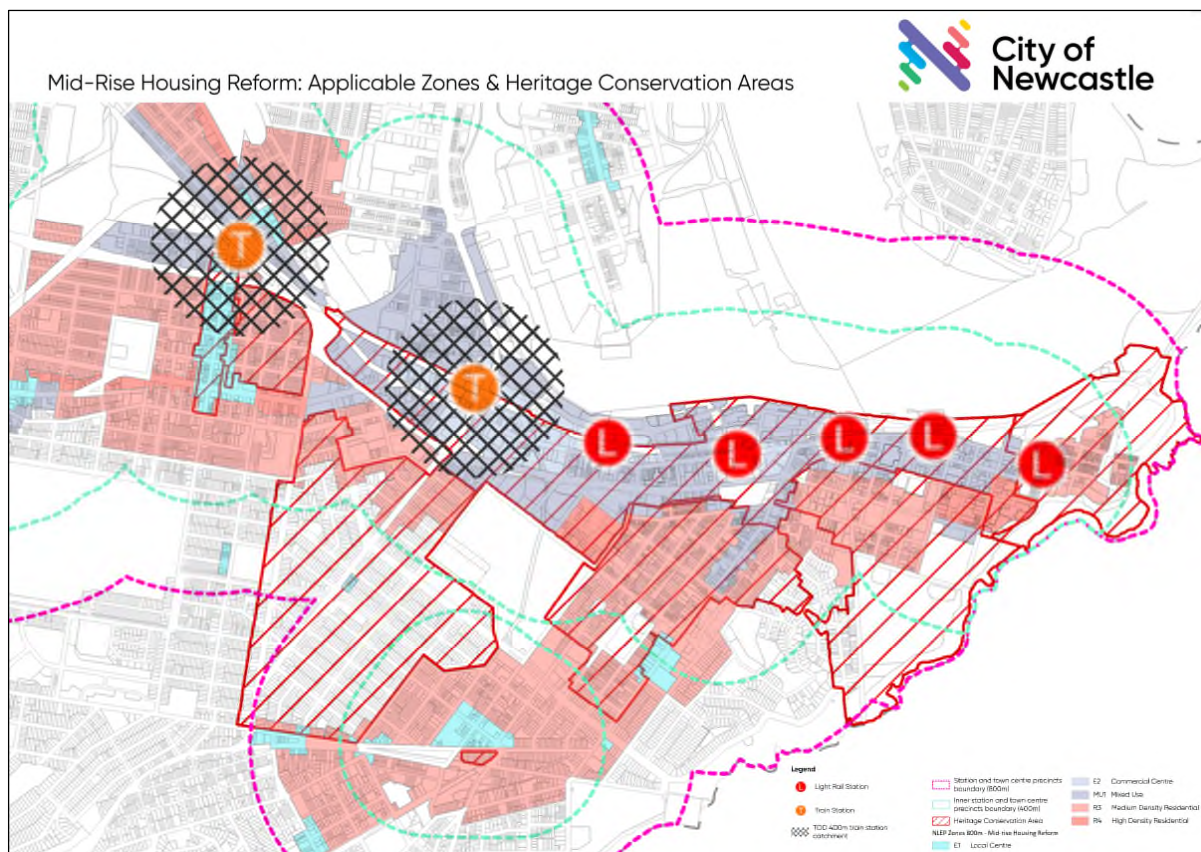 Mid-Rise Housing Reform: Applicable Zones & Heritage Conservation Areas
City of
Newcastle
T
T
L
L
L
L
L
Legend
L Light Rail Station
T Train Station
TOD 400m train station
catchment
Station and town centre precincts
boundary (800m)
Inner station and town centre
precincts boundary (400m)
Heritage Conservation Area
NLEP Zones 800m - Mid-rise Housing Reform
E1 Local Centre
E2 Commercial Centre
MU1 Mixed Use
R3 Medium Density Residential
R4 High Density Residential